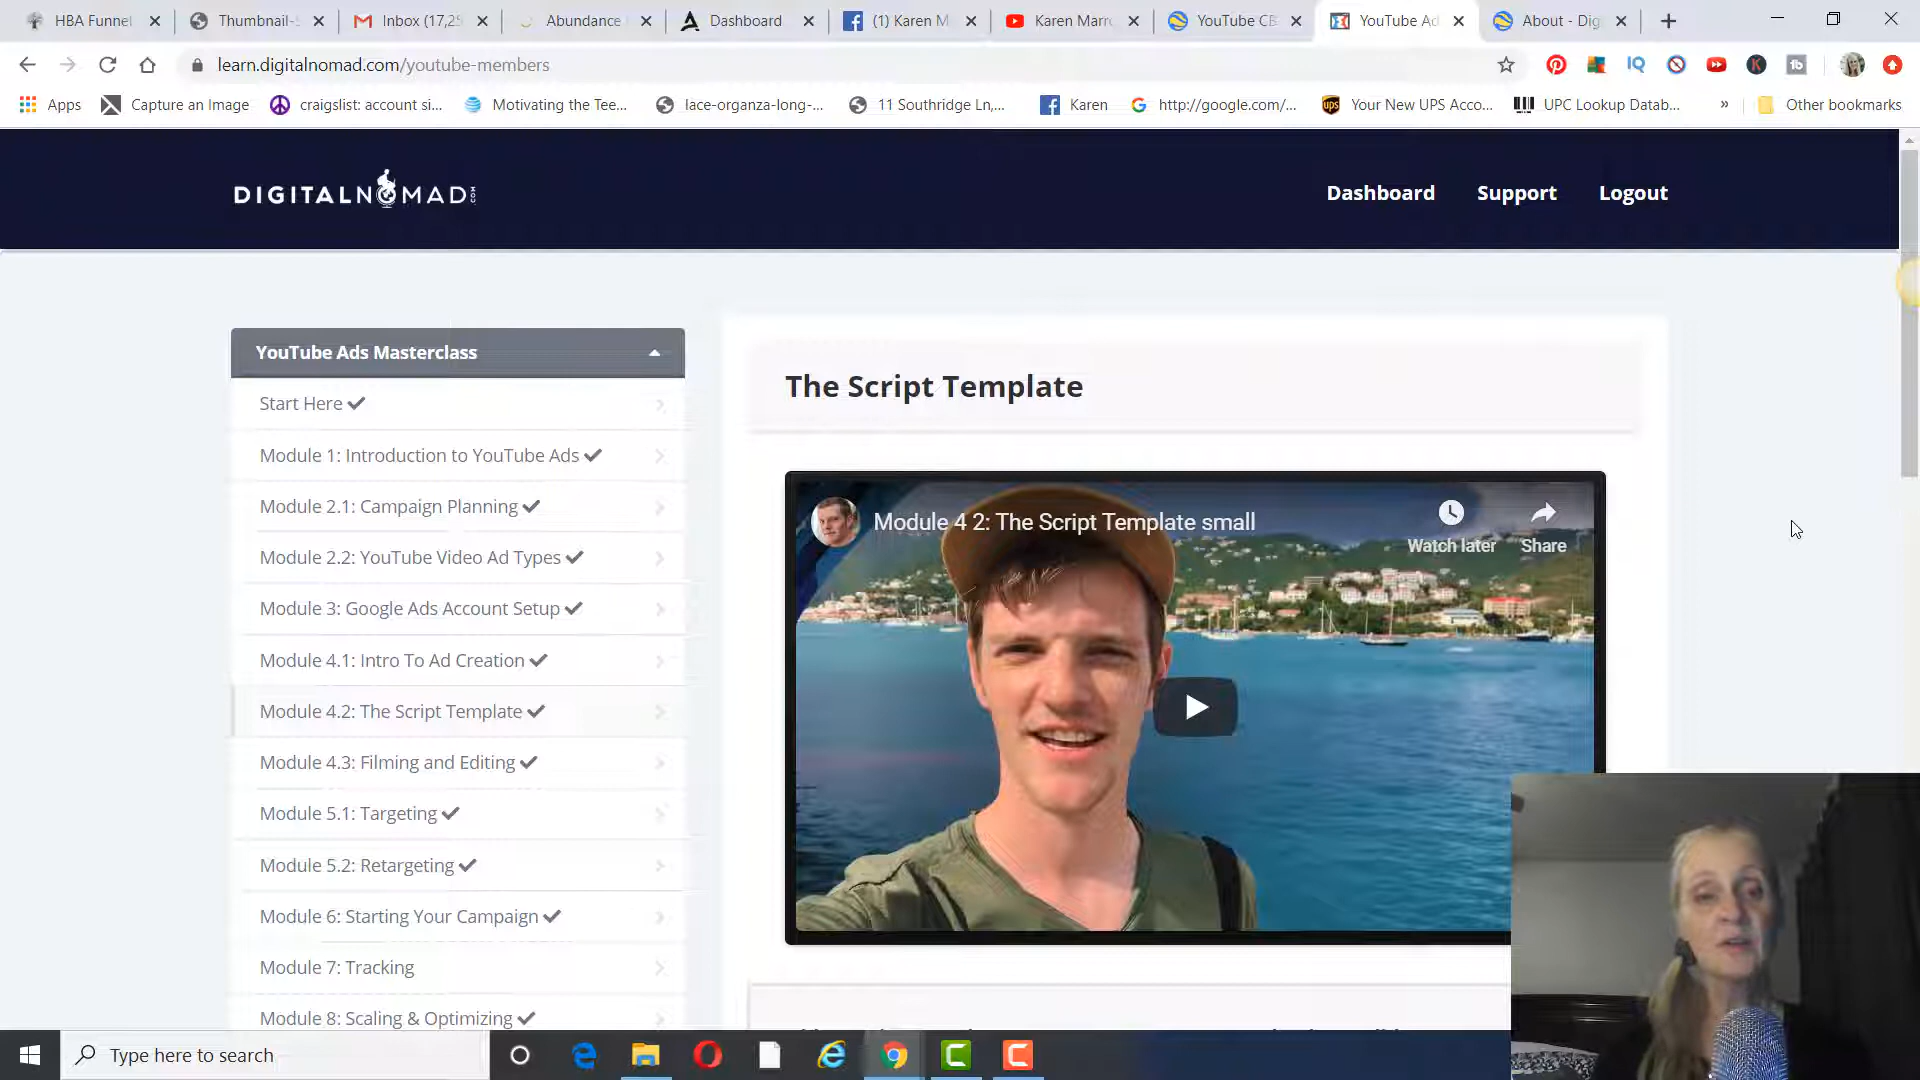 HBA Funnel
Thumbnail-
Inbox (17,25
Abundance
Dashboard
(1) Karen M
Karen Marr
YouTube CB
YouTube Ad
About - Dig
learn.digitalnomad.com/youtube-members
Apps
Capture an Image
craigslist: account si...
Motivating the Tee...
lace-organza-long-...
11 Southridge Ln,...
Karen
http://google.com/...
Your New UPS Acco...
UPC Lookup Datab...
»
Other bookmarks
DIGITALNOMAD
Dashboard
Support
Logout
YouTube Ads Masterclass
Start Here
Module 1: Introduction to YouTube Ads
Module 2.1: Campaign Planning
Module 2.2: YouTube Video Ad Types
Module 3: Google Ads Account Setup
Module 4.1: Intro To Ad Creation
Module 4.2: The Script Template
Module 4.3: Filming and Editing
Module 5.1: Targeting
Module 5.2: Retargeting
Module 6: Starting Your Campaign
Module 7: Tracking
Module 8: Scaling & Optimizing
The Script Template
Module 4 2: The Script Template small
Watch later
Share
Type here to search